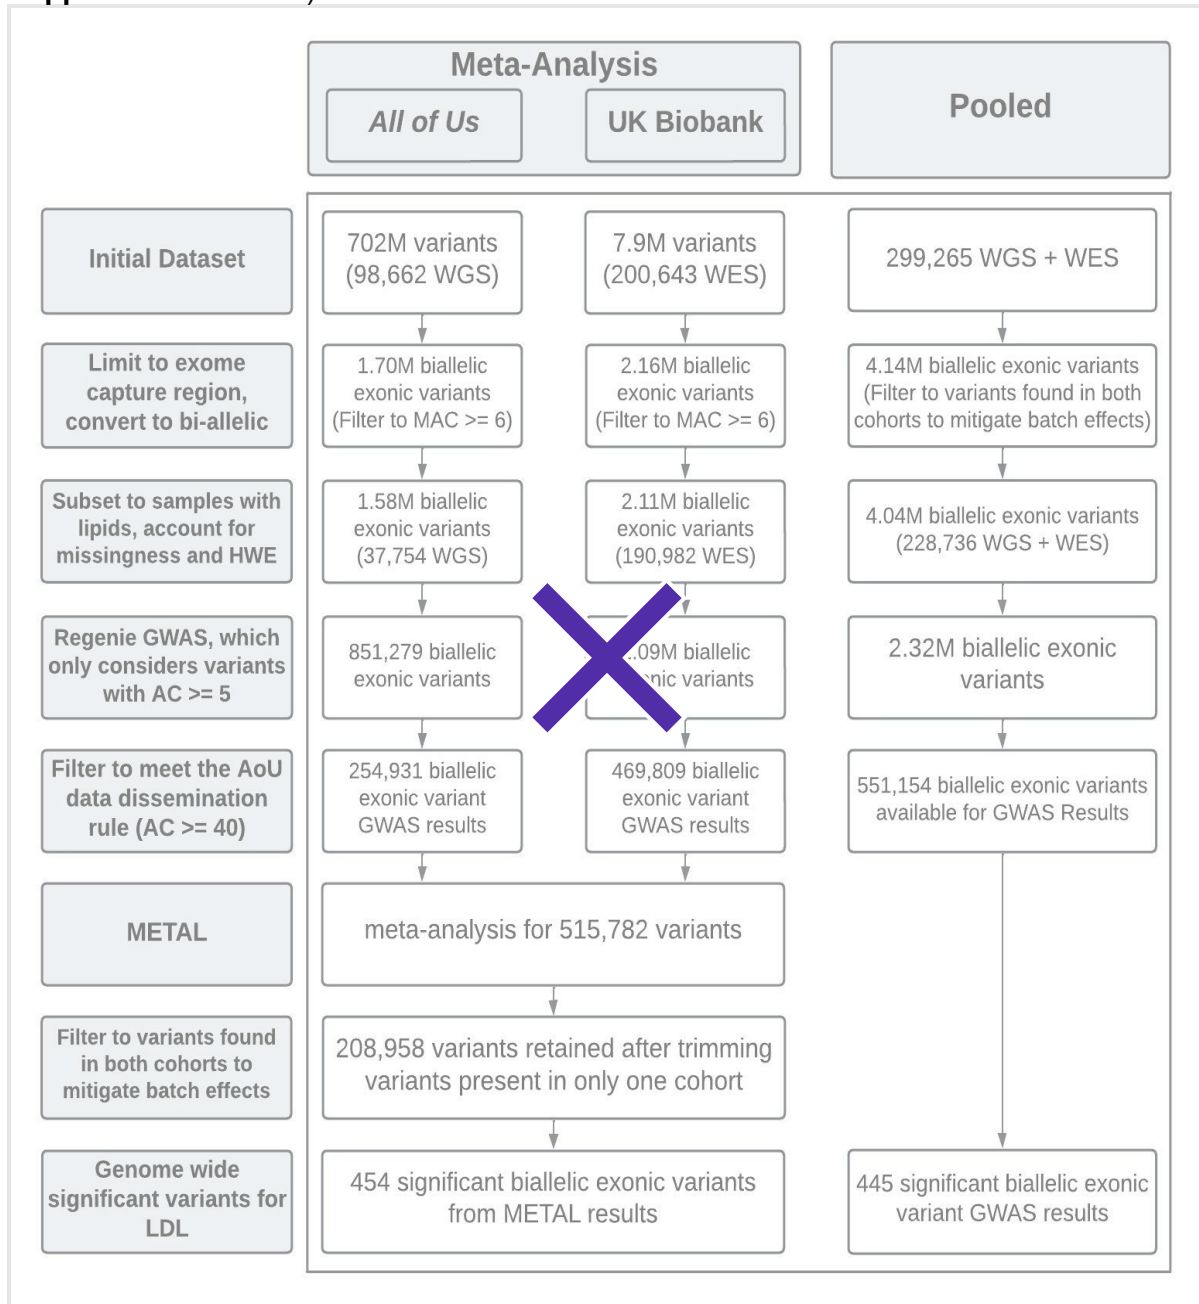 Meta-Analysis
All of Us
UK Biobank
Pooled
Initial Dataset
702M variants
(98,662 WGS)
7.9M variants
(200,643 WES)
299,265 WGS + WES
Limit to exome
capture region,
convert to bi-allelic
1.70M biallelic
exonic variants
(Filter to MAC >= 6)
2.16M biallelic
exonic variants
(Filter to MAC >= 6)
4.14M biallelic exonic variants
(Filter to variants found in both
cohorts to mitigate batch effects)
Subset to samples with
lipids, account for
missingness and HWE
1.58M biallelic
exonic variants
(37,754 WGS)
2.11M biallelic
exonic variants
(190,982 WES)
4.04M biallelic exonic variants
(228,736 WGS + WES)
Regenie GWAS, which
only considers variants
with AC >= 5
851,279 biallelic
exonic variants
biallelic
variants
2.32M biallelic exonic
variants
Filter to meet the AoU
data dissemination
rule (AC >= 40)
254,931 biallelic
exonic variant
GWAS results
469,809 biallelic
exonic variant
GWAS results
551,154 biallelic exonic variants
available for GWAS Results
METAL
meta-analysis for 515,782 variants
Filter to variants found
in both cohorts to
mitigate batch effects
208,958 variants retained after trimming
variants present in only one cohort
Genome wide
significant variants for
LDL
454 significant biallelic exonic variants
from METAL results
445 significant biallelic exonic
variant GWAS results